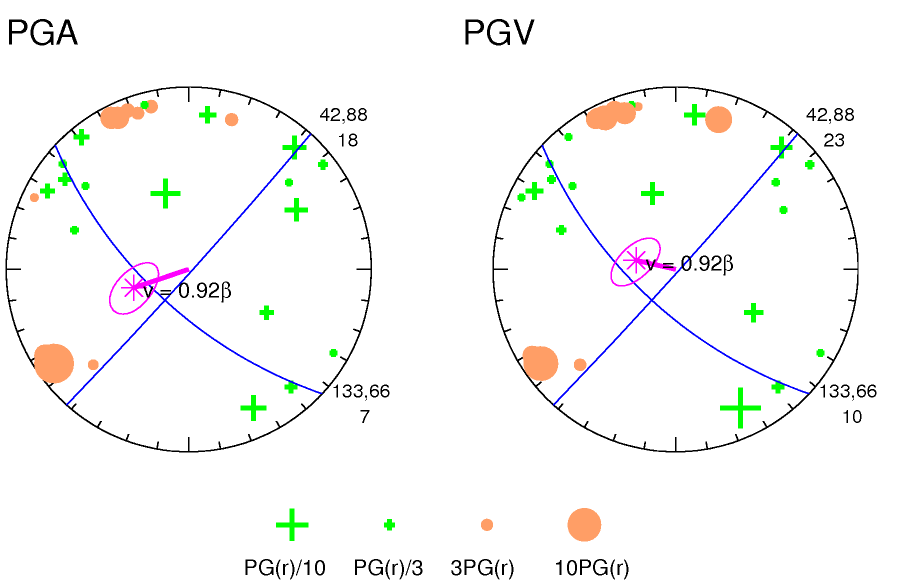 PGA
PGV
42,88
18
42,88
23
v = 0.92β
v = 0.92β
133,66
7
133,66
10
PG(r)/10
PG(r)/3
3PG(r)
10PG(r)